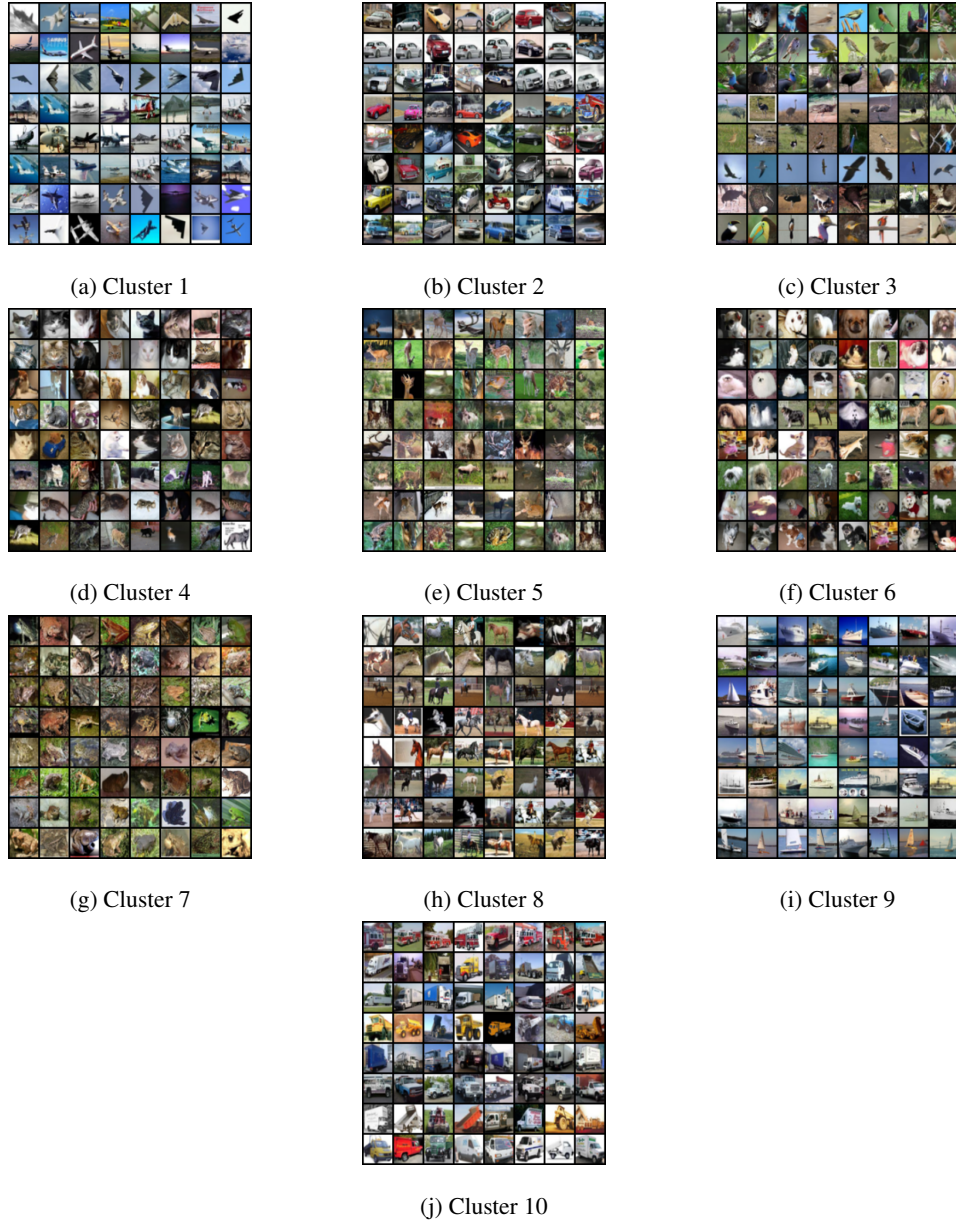 (a) Cluster 1
(b) Cluster 2
(c) Cluster 3
(d) Cluster 4
(e) Cluster 5
(f) Cluster 6
(g) Cluster 7
(h) Cluster 8
(i) Cluster 9
(j) Cluster 10